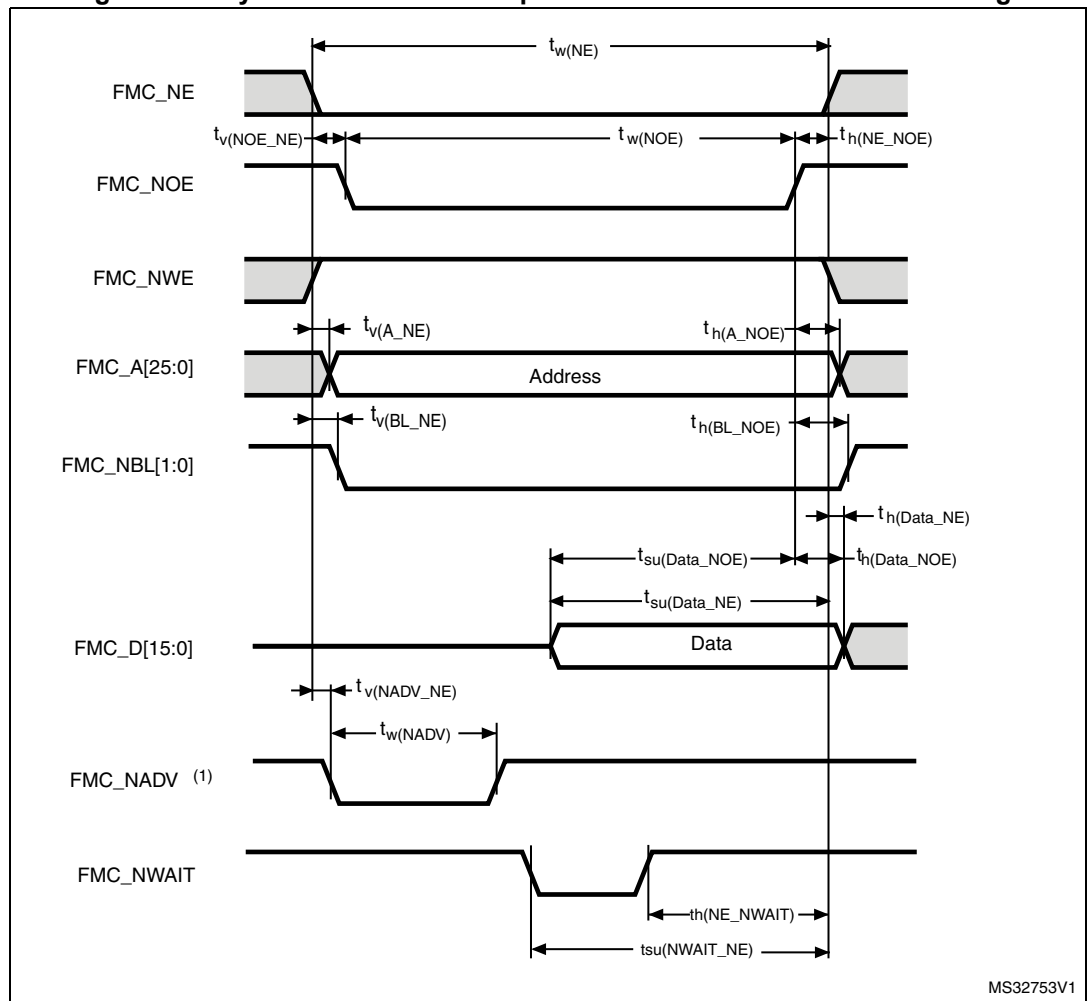 t_w(NE)
FMC_NE
t_v(NOE_NE)
t_w(NOE)
t_h(NE_NOE)
FMC_NOE
FMC_NWE
t_v(A_NE)
t_h(A_NOE)
FMC_A[25:0]
Address
t_v(BL_NE)
t_h(BL_NOE)
FMC_NBL[1:0]
t_h(Data_NE)
t_su(Data_NOE)
t_h(Data_NOE)
t_su(Data_NE)
FMC_D[15:0]
Data
t_v(NADV_NE)
t_w(NADV)
FMC_NADV (1)
FMC_NWAIT
th(NE_NWAIT)
tsu(NWAIT_NE)
MS32753V1